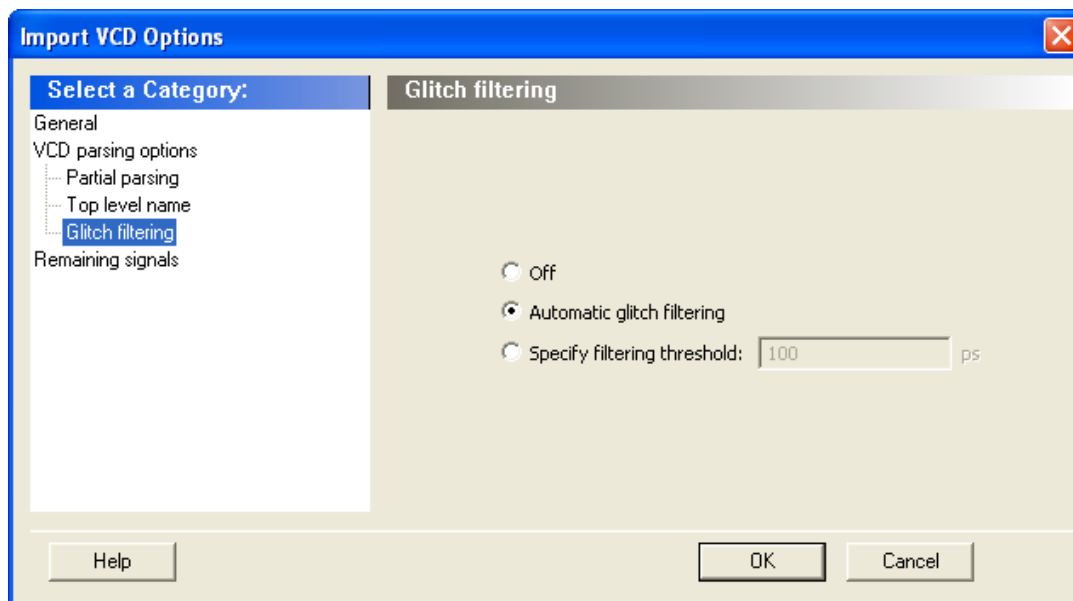 Import VCD Options
Select a Category:
General
VCD parsing options
Partial parsing
Top level name
Glitch filtering
Remaining signals
Glitch filtering
Off
Automatic glitch filtering
Specify filtering threshold: 100 ps
Help
OK
Cancel